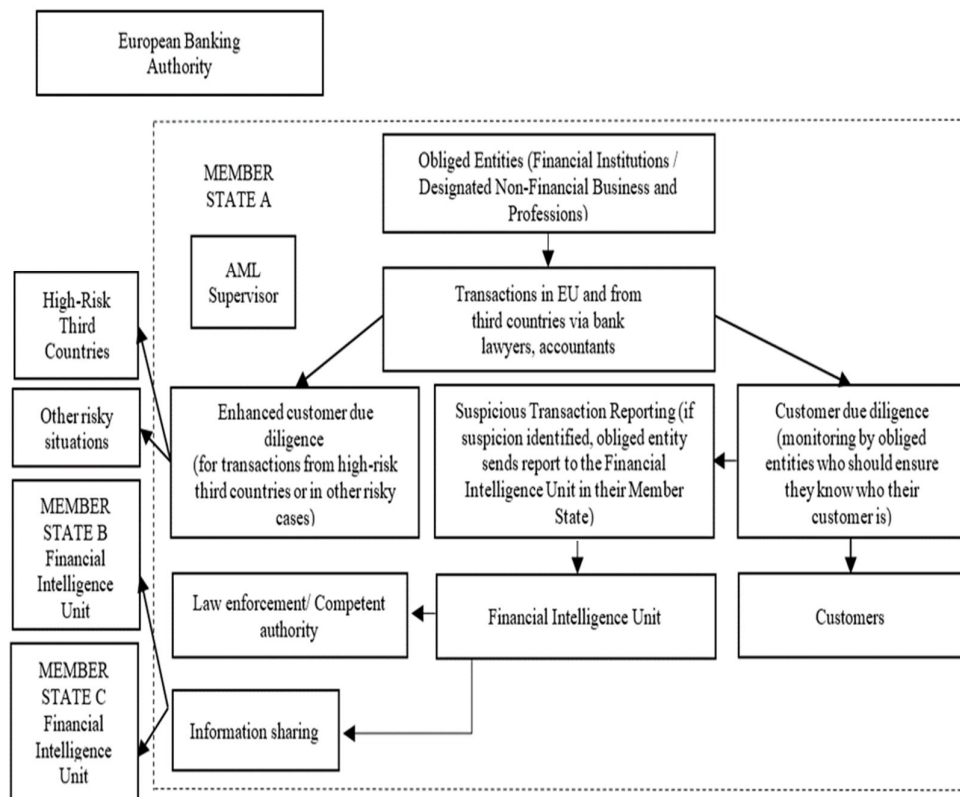 European Banking
Authority
Obliged Entities (Financial Institutions /
Designated Non-Financial Business and
Professions)
MEMBER
STATE A
AML
Supervisor
High-Risk
Third
Countries
Transactions in EU and from
third countries via bank
lawyers, accountants
Other risky
situations
Enhanced customer due
diligence
(for transactions from high-risk
third countries or in other risky
cases)
Suspicious Transaction Reporting (if
suspicion identified, obliged entity
sends report to the Financial
Intelligence Unit in their Member
State)
Customer due diligence
(monitoring by obliged
entities who should ensure
they know who their
customer is)
MEMBER
STATE B
Financial
Intelligence
Unit
Law enforcement/ Competent
authority
Financial Intelligence Unit
Customers
MEMBER
STATE C
Financial
Intelligence
Unit
Information sharing